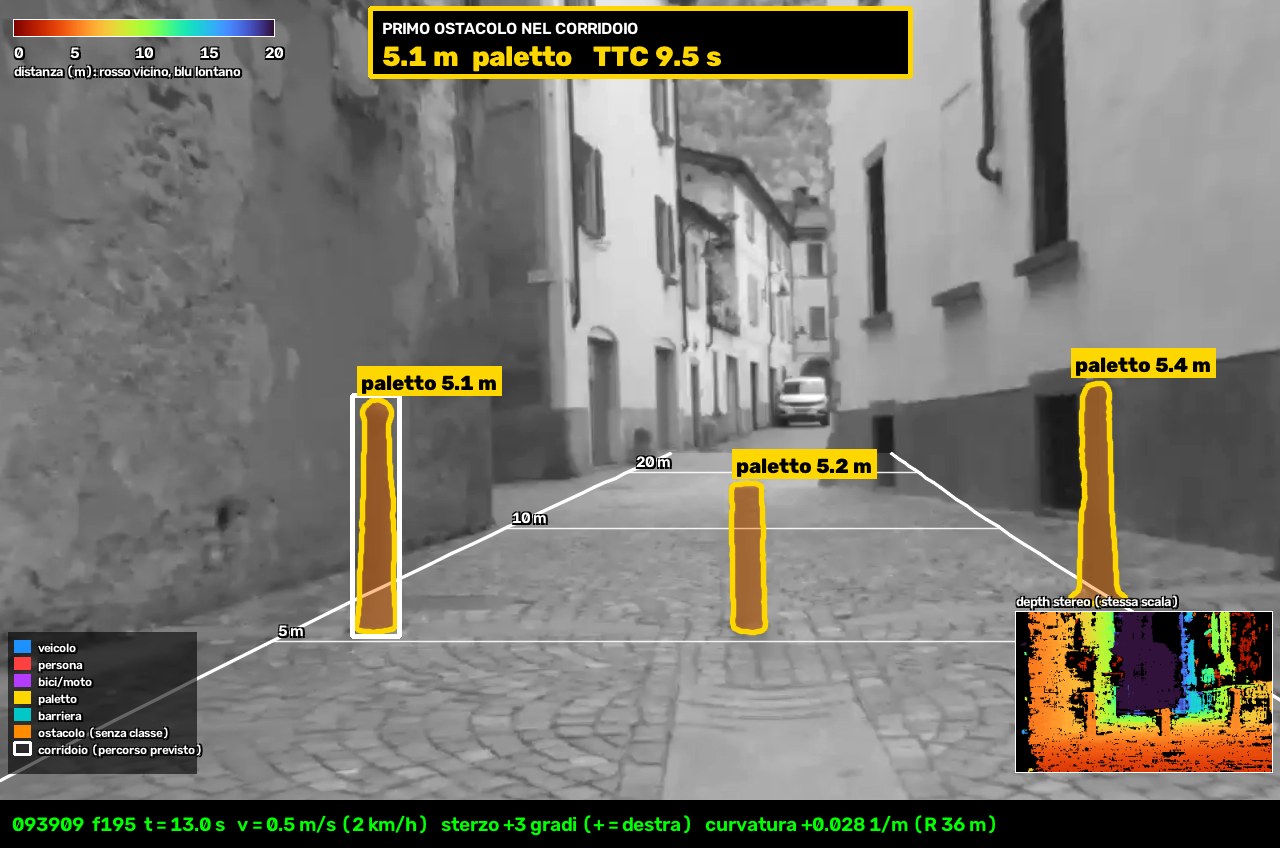 PRIMO OSTACOLO NEL CORRIDOIO
5.1 m paletto TTC 9.5 s
0 5 10 15 20
distanza (m): rosso vicino, blu lontano
paletto 5.4 m
paletto 5.1 m
20 m
paletto 5.2 m
10 m
depth stereo (stessa scala)
5 m
veicolo
persona
bici/moto
paletto
barriera
ostacolo (senza classe)
corridoio (percorso previsto)
093909 f195 t = 13.0 s v = 0.5 m/s (2 km/h) sterzo +3 gradi (+ = destra) curvatura +0.028 1/m (R 36 m)